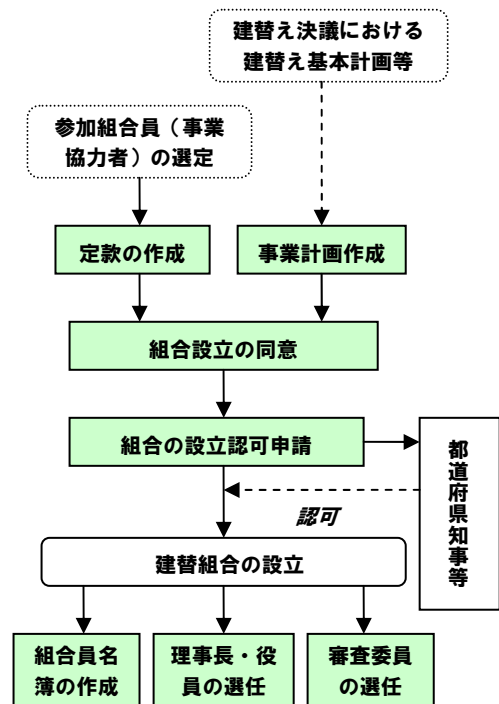 建替え決議における
建替え基本計画等
参加組合員（事業
協力者）の選定
定款の作成
事業計画作成
組合設立の同意
組合の設立認可申請
都道府県知事等
認可
建替組合の設立
組合員名
簿の作成
理事長・役
員の選任
審査委員
の選任